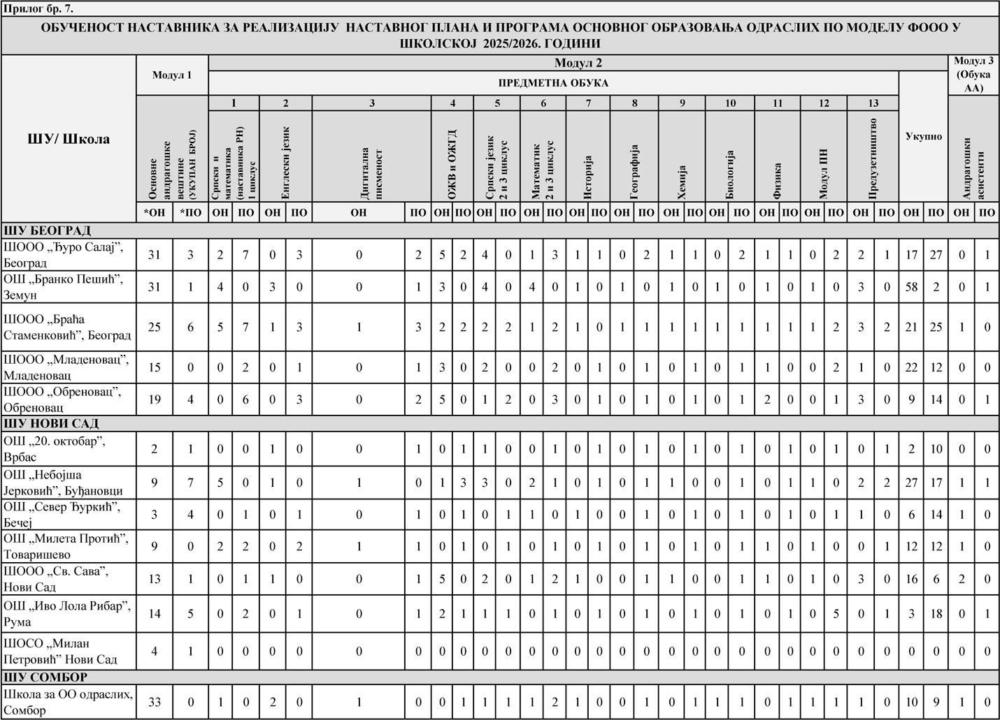 Прилог бр. 7.
ОБУЧЕНОСТ НАСТАВНИКА ЗА РЕАЛИЗАЦИЈУ НАСТАВНОГ ПЛАНА И ПРОГРАМА ОСНОВНОГ ОБРАЗОВАЊА ОДРАСЛИХ ПО МОДЕЛУ ФООО У
ШКОЛСКОЈ 2025/2026. ГОДИНИ
ШУ/ Школа
Модул 1
Модул 2
Модул 3
(Обука
АА)
ПРЕДМЕТНА ОБУКА
Укупно
1 2 3 4 5 6 7 8 9 10 11 12 13
Основне
андрагошке
вештине
(УКУПАН БРОЈ)
Српски и
математика
(наставника РН)
1 циклус
Енглески језик
Дигитална
писменост
ОЖВ и ОЖГД
Српски језик
2 и 3 циклус
Математик
2 и 3 циклус
Историја
Географија
Хемија
Биологија
Физика
Модул ПН
Предузетништво
Андрагошки
асистенти
*ОН *ПО ОН ПО ОН ПО ОН ПО ОН ПО ОН ПО ОН ПО ОН ПО ОН ПО ОН ПО ОН ПО ОН ПО ОН ПО ОН ПО ОН ПО ОН ПО
ШУ БЕОГРАД
ШООО „Ђуро Салај”,
Београд
31 3 2 7 0 3 0 2 5 2 4 0 1 3 1 1 0 2 1 1 0 2 1 1 0 2 2 1 17 27 0 1
ОШ „Бранко Пешић”,
Земун
31 1 4 0 3 0 0 1 3 0 4 0 4 0 1 0 1 0 1 0 1 0 1 0 1 0 3 0 58 2 0 1
ШООО „Браћа
Стаменковић”, Београд
25 6 5 7 1 3 1 3 2 2 2 2 1 2 1 0 1 1 1 1 1 1 1 1 1 2 3 2 21 25 1 0
ШООО „Младеновац”,
Младеновац
15 0 0 2 0 1 0 1 3 0 2 0 0 2 0 1 0 1 0 1 0 1 1 0 0 2 1 0 22 12 0 0
ШООО „Обреновац”,
Обреновац
19 4 0 6 0 3 0 2 5 0 1 2 0 3 0 1 0 1 0 1 0 1 2 0 0 1 3 0 9 14 0 1
ШУ НОВИ САД
ОШ „20. октобар”,
Врбас
2 1 0 0 1 0 0 1 0 1 1 0 0 1 0 1 0 1 0 1 0 1 0 1 0 1 0 1 2 10 0 0
ОШ „Небојша
Јерковић”, Буђановци
9 7 5 0 1 0 1 0 1 3 3 0 2 1 0 1 0 1 1 0 0 1 0 1 1 0 2 2 27 17 1 1
ОШ „Север Ђуркић”,
Бечеј
3 4 0 1 0 1 0 1 0 1 0 1 1 0 1 0 0 1 0 1 0 1 0 1 0 1 1 0 6 14 1 0
ОШ „Милета Протић”,
Товаришево
9 0 2 2 0 2 1 1 0 1 0 1 0 1 0 1 0 1 0 1 0 1 1 0 1 0 0 1 12 12 1 0
ШООО „Св. Сава”,
Нови Сад
13 1 0 1 1 0 0 1 5 0 2 0 1 2 1 0 0 1 1 0 0 1 1 0 1 0 3 0 16 6 2 0
ОШ „Иво Лола Рибар”,
Рума
14 5 0 2 0 1 0 1 2 1 1 1 0 1 0 1 0 1 0 1 0 1 0 1 0 5 0 1 3 18 0 1
ШОСО „Милан
Петровић” Нови Сад
4 1 0 0 0 0 0 0 0 0 0 0 0 0 0 0 0 0 0 0 0 0 0 0 0 0 0 0 0 0 0 0
ШУ СОМБОР
Школа за ОО одраслих,
Сомбор
33 0 1 0 2 0 1 0 0 1 1 1 1 2 1 0 0 1 0 1 1 1 0 1 1 1 1 0 10 9 1 0